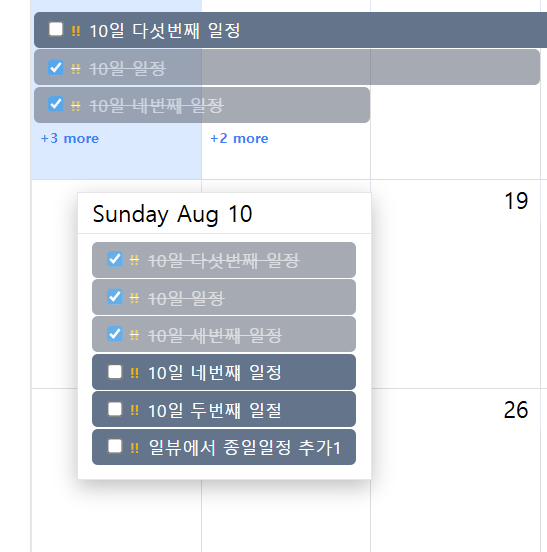 !! 10일 다섯번째 일정
!! 10일 일정
!! 10일 네번째 일정
+3 more
+2 more
19
Sunday Aug 10
!! 10일 다섯번째 일정
!! 10일 일정
!! 10일 세번째 일정
!! 10일 네번째 일정
!! 10일 두번째 일절
!! 일뷰에서 종일일정 추가1
26